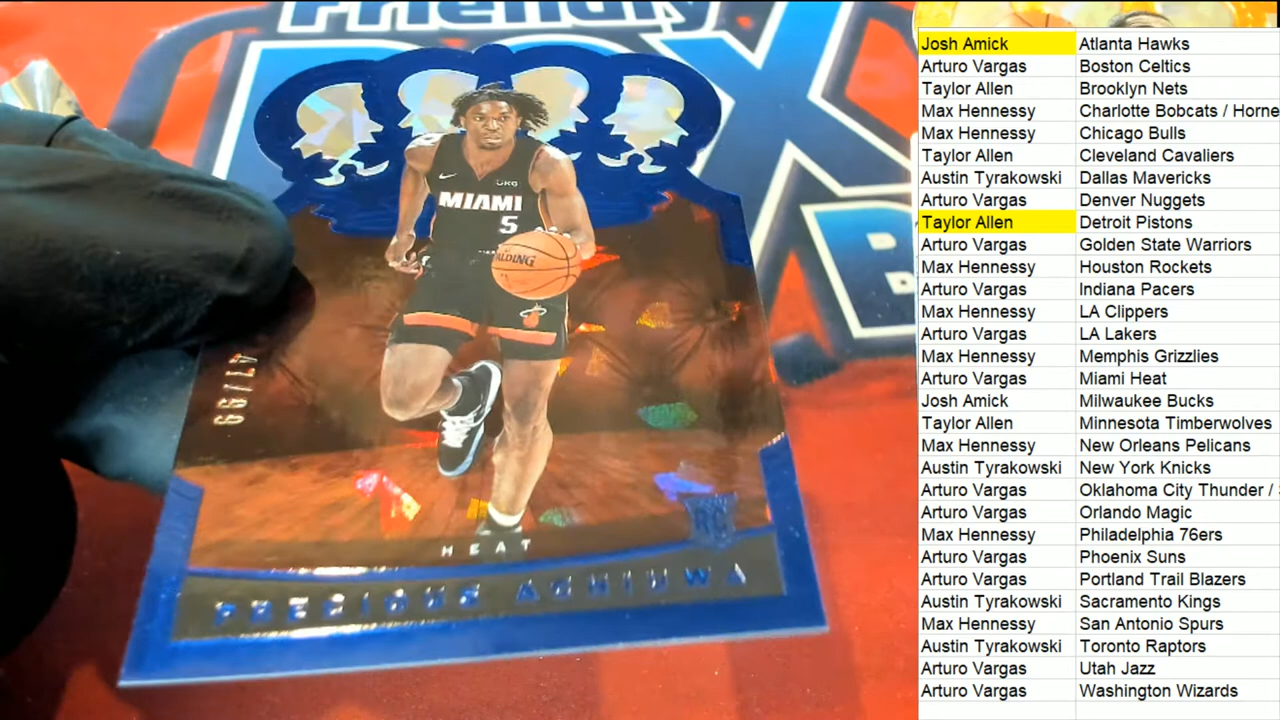 Friendly
BOX
MIAMI
5
UKG
HEAT
RC
PRECIOUS ACHIUWA
Josh Amick Atlanta Hawks
Arturo Vargas Boston Celtics
Taylor Allen Brooklyn Nets
Max Hennessy Charlotte Bobcats / Horne
Max Hennessy Chicago Bulls
Taylor Allen Cleveland Cavaliers
Austin Tyrakowski Dallas Mavericks
Arturo Vargas Denver Nuggets
Taylor Allen Detroit Pistons
Arturo Vargas Golden State Warriors
Max Hennessy Houston Rockets
Arturo Vargas Indiana Pacers
Max Hennessy LA Clippers
Arturo Vargas LA Lakers
Max Hennessy Memphis Grizzlies
Arturo Vargas Miami Heat
Josh Amick Milwaukee Bucks
Taylor Allen Minnesota Timberwolves
Max Hennessy New Orleans Pelicans
Austin Tyrakowski New York Knicks
Arturo Vargas Oklahoma City Thunder /
Arturo Vargas Orlando Magic
Max Hennessy Philadelphia 76ers
Arturo Vargas Phoenix Suns
Arturo Vargas Portland Trail Blazers
Austin Tyrakowski Sacramento Kings
Max Hennessy San Antonio Spurs
Austin Tyrakowski Toronto Raptors
Arturo Vargas Utah Jazz
Arturo Vargas Washington Wizards